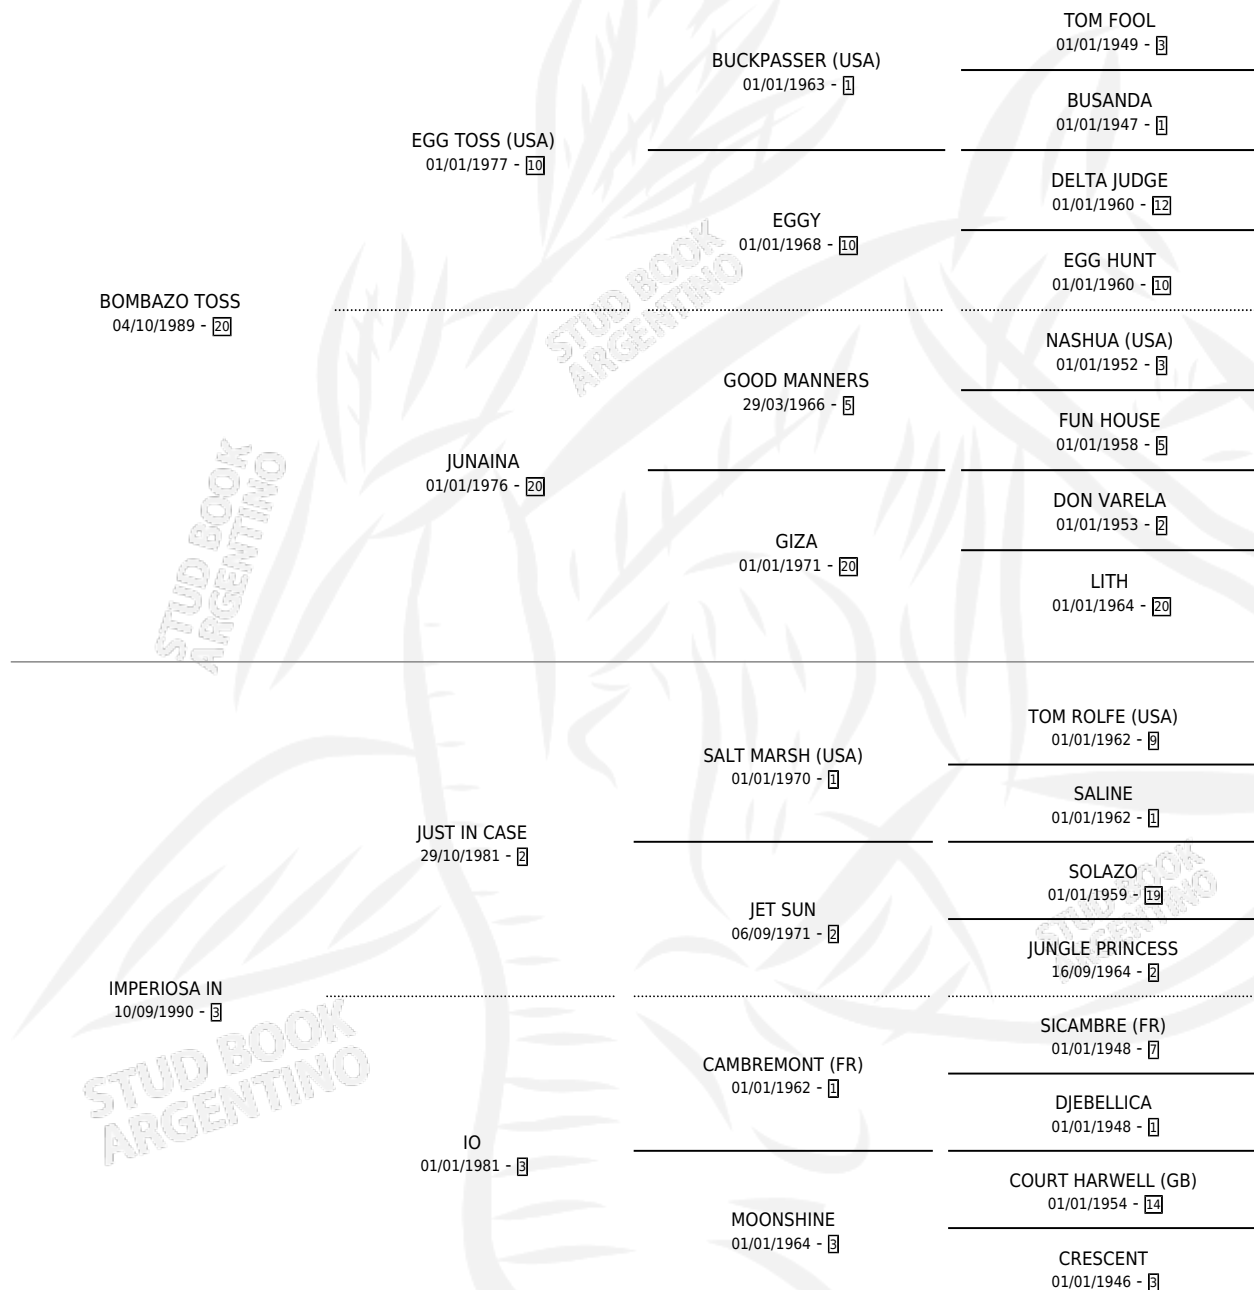 TOM FOOL
01/01/1949 - 3
BUCKPASSER (USA)
01/01/1963 - 1
BUSANDA
01/01/1947 - 1
EGG TOSS (USA)
01/01/1977 - 10
DELTA JUDGE
01/01/1960 - 12
EGGY
01/01/1968 - 10
EGG HUNT
01/01/1960 - 10
BOMBAZO TOSS
04/10/1989 - 20
STUD BOOK
ARGENTINO
NASHUA (USA)
01/01/1952 - 3
GOOD MANNERS
29/03/1966 - 5
FUN HOUSE
01/01/1958 - 5
JUNAINA
01/01/1976 - 20
DON VARELA
01/01/1953 - 2
GIZA
01/01/1971 - 20
LITH
01/01/1964 - 20
STUD BOOK
ARGENTINO
TOM ROLFE (USA)
01/01/1962 - 9
SALT MARSH (USA)
01/01/1970 - 1
SALINE
01/01/1962 - 1
JUST IN CASE
29/10/1981 - 2
SOLAZO
01/01/1959 - 19
JET SUN
06/09/1971 - 2
JUNGLE PRINCESS
16/09/1964 - 2
STUD BOOK
ARGENTINO
IMPERIOSA IN
10/09/1990 - 3
STUD BOOK
ARGENTINO
SICAMBRE (FR)
01/01/1948 - 7
CAMBREMONT (FR)
01/01/1962 - 1
DJEBELLICA
01/01/1948 - 1
IO
01/01/1981 - 3
COURT HARWELL (GB)
01/01/1954 - 14
MOONSHINE
01/01/1964 - 3
CRESCENT
01/01/1946 - 3